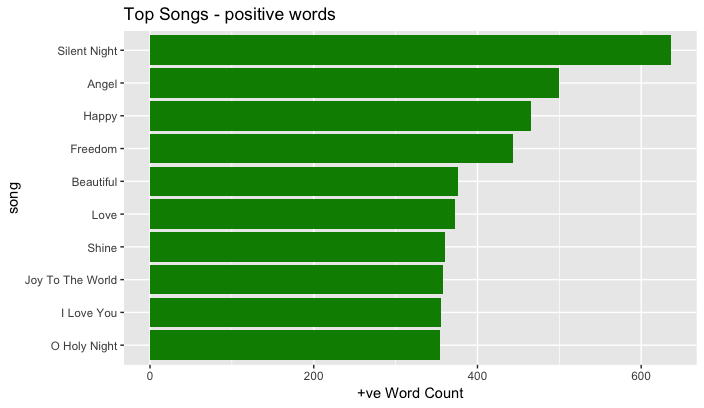 Top Songs - positive words
Silent Night
Angel
Happy
Freedom
Beautiful
Love
Shine
Joy To The World
I Love You
O Holy Night
song
0 200 400 600
+ve Word Count